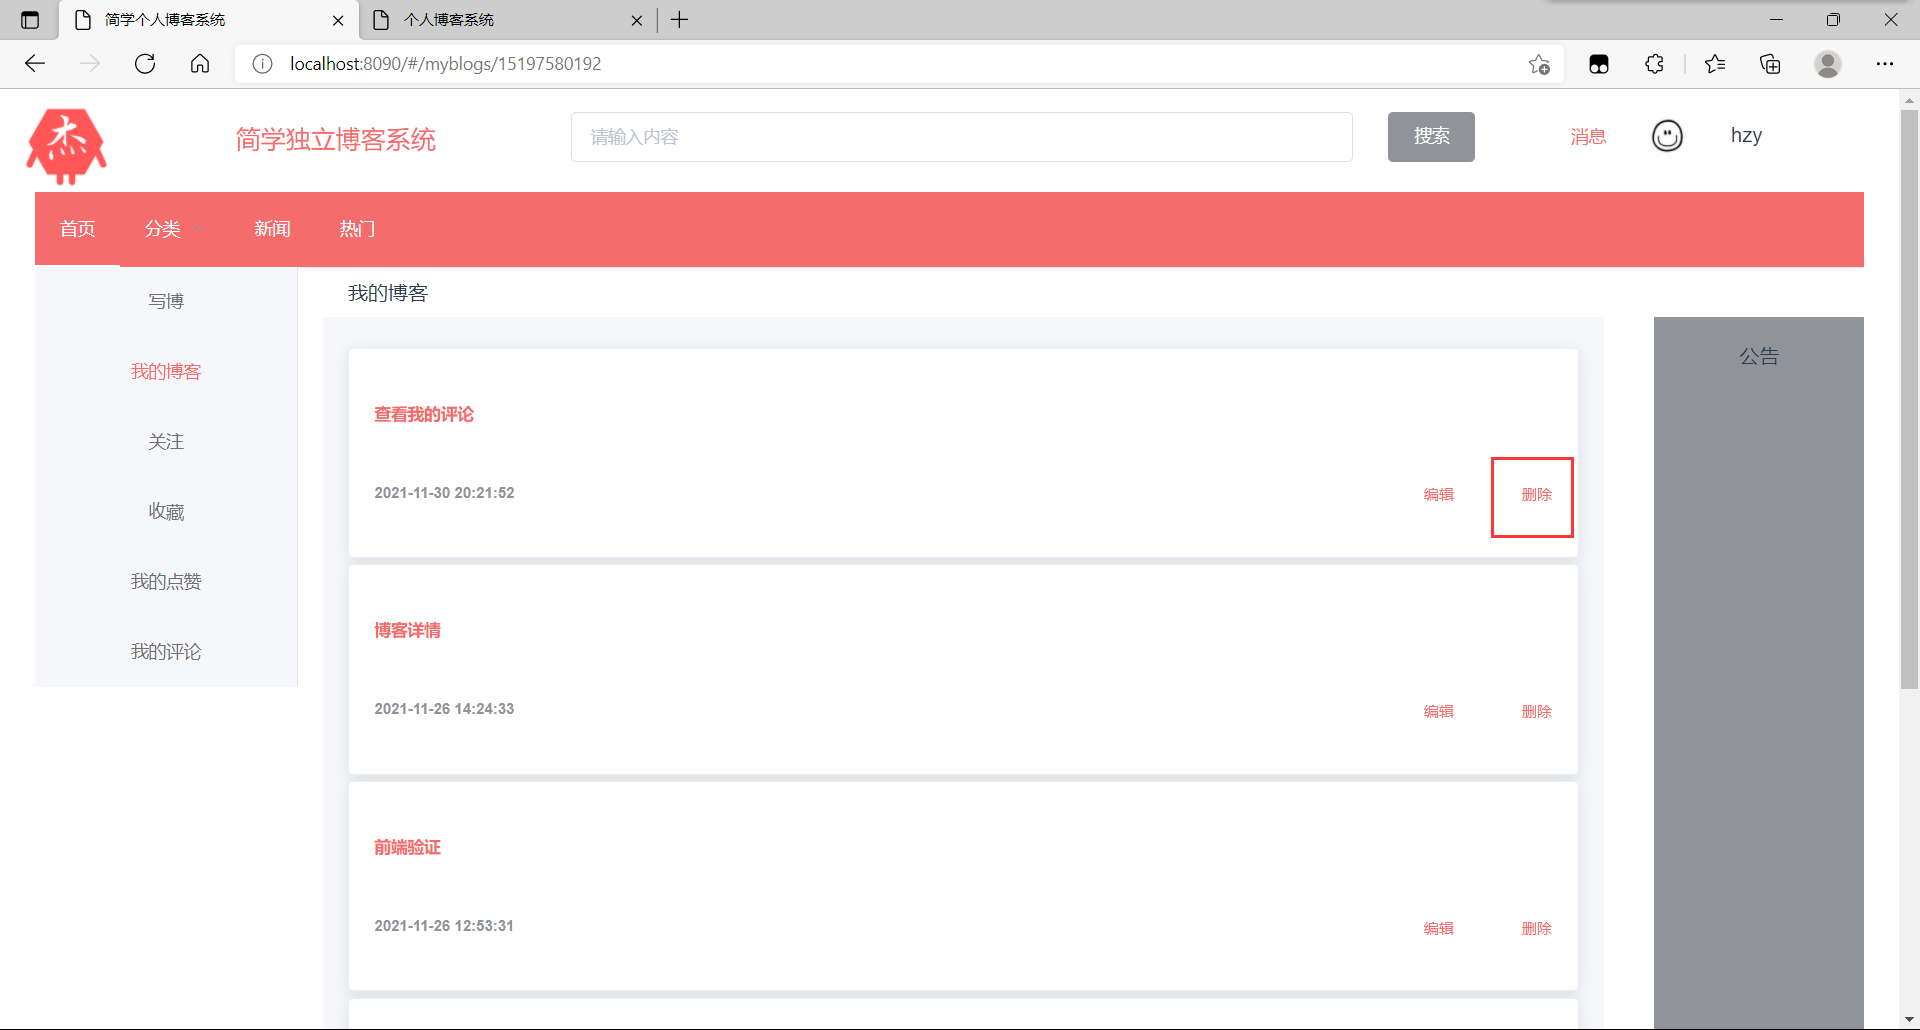 简学个人博客系统
个人博客系统
localhost:8090/#/myblogs/15197580192
杰
简学独立博客系统
请输入内容
搜索
消息
hzy
首页
分类
新闻
热门
写博
我的博客
关注
收藏
我的点赞
我的评论
我的博客
查看我的评论
2021-11-30 20:21:52
编辑
删除
博客详情
2021-11-26 14:24:33
编辑
删除
前端验证
2021-11-26 12:53:31
编辑
删除
公告